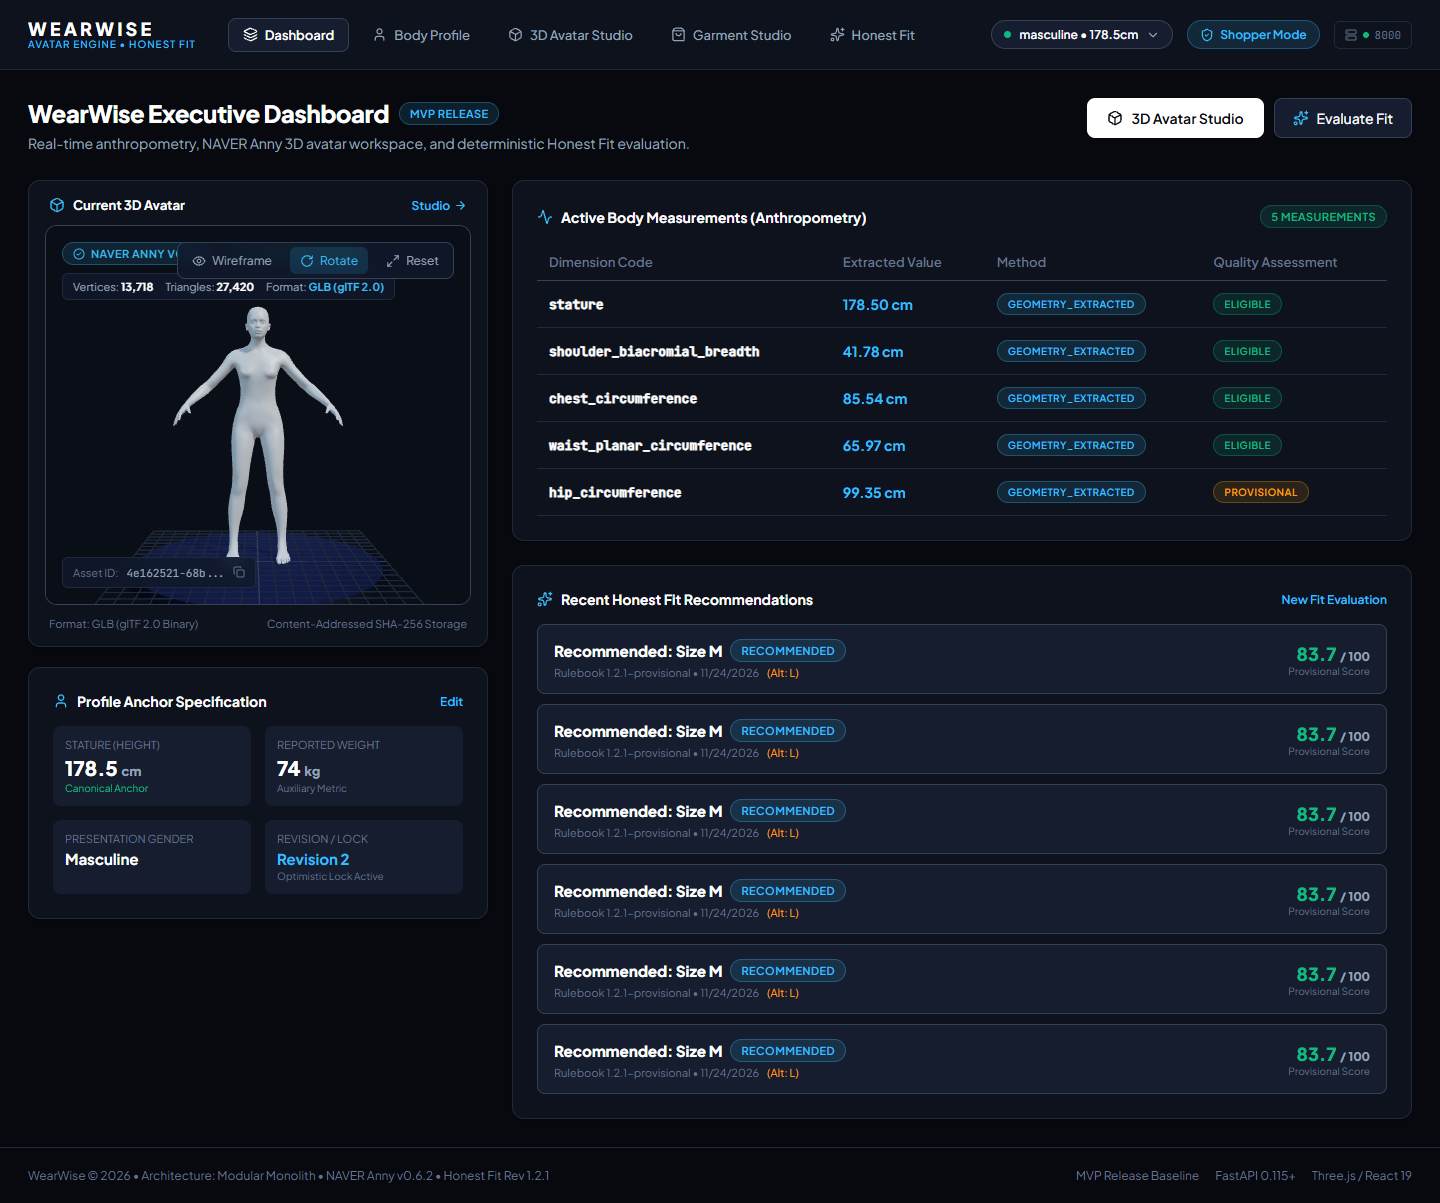 WEARWISE
AVATAR ENGINE • HONEST FIT
Dashboard
Body Profile
3D Avatar Studio
Garment Studio
Honest Fit
masculine • 178.5cm
Shopper Mode
8000
WearWise Executive Dashboard
MVP RELEASE
Real-time anthropometry, NAVER Anny 3D avatar workspace, and deterministic Honest Fit evaluation.
3D Avatar Studio
Evaluate Fit
Current 3D Avatar
Studio →
NAVER ANNY
Wireframe
Rotate
Reset
Vertices: 13,718 Triangles: 27,420 Format: GLB (glTF 2.0)
Asset ID: 4e162521-68b...
Format: GLB (glTF 2.0 Binary)
Content-Addressed SHA-256 Storage
Profile Anchor Specification
Edit
STATURE (HEIGHT)
178.5 cm
Canonical Anchor
REPORTED WEIGHT
74 kg
Auxiliary Metric
PRESENTATION GENDER
Masculine
REVISION / LOCK
Revision 2
Optimistic Lock Active
Active Body Measurements (Anthropometry)
5 MEASUREMENTS
Dimension Code Extracted Value Method Quality Assessment
stature 178.50 cm GEOMETRY_EXTRACTED ELIGIBLE
shoulder_biacromial_breadth 41.78 cm GEOMETRY_EXTRACTED ELIGIBLE
chest_circumference 85.54 cm GEOMETRY_EXTRACTED ELIGIBLE
waist_planar_circumference 65.97 cm GEOMETRY_EXTRACTED ELIGIBLE
hip_circumference 99.35 cm GEOMETRY_EXTRACTED PROVISIONAL
Recent Honest Fit Recommendations
New Fit Evaluation
Recommended: Size M RECOMMENDED
Rulebook 1.2.1-provisional • 11/24/2026 (Alt: L)
83.7 / 100
Provisional Score
Recommended: Size M RECOMMENDED
Rulebook 1.2.1-provisional • 11/24/2026 (Alt: L)
83.7 / 100
Provisional Score
Recommended: Size M RECOMMENDED
Rulebook 1.2.1-provisional • 11/24/2026 (Alt: L)
83.7 / 100
Provisional Score
Recommended: Size M RECOMMENDED
Rulebook 1.2.1-provisional • 11/24/2026 (Alt: L)
83.7 / 100
Provisional Score
Recommended: Size M RECOMMENDED
Rulebook 1.2.1-provisional • 11/24/2026 (Alt: L)
83.7 / 100
Provisional Score
Recommended: Size M RECOMMENDED
Rulebook 1.2.1-provisional • 11/24/2026 (Alt: L)
83.7 / 100
Provisional Score
WearWise © 2026 • Architecture: Modular Monolith • NAVER Anny v0.6.2 • Honest Fit Rev 1.2.1
MVP Release Baseline
FastAPI 0.115+
Three.js / React 19